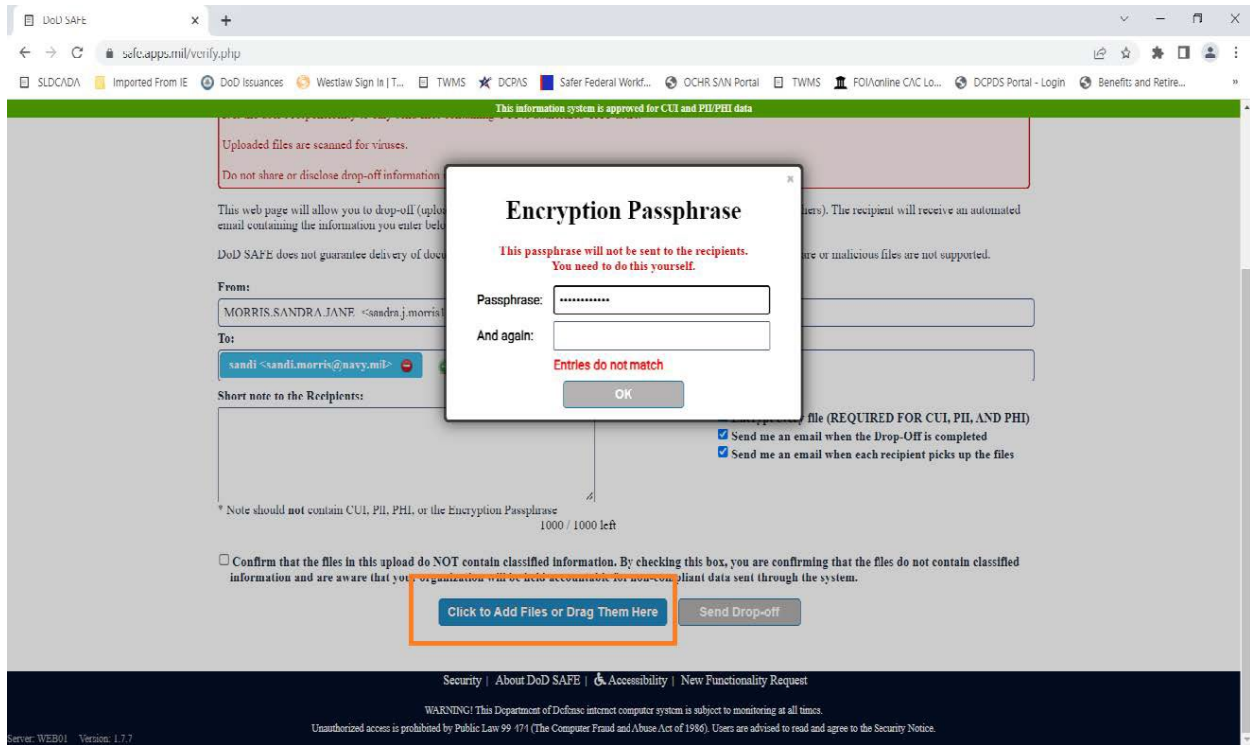 DoD SAFE
safe.apps.mil/verify.php
SLDCADA Imported From IE DoD Issuances Westlaw Sign In | T... TWMS DCPAS Safer Federal Workf... OCHR SAN Portal TWMS FOIAonline CAC Lo... DCPDS Portal - Login Benefits and Retire... »
This information system is approved for CUI and PII/PHI data
Uploaded files are scanned for viruses.
Do not share or disclose drop-off information
This web page will allow you to drop-off (uplo hers). The recipient will receive an automated
email containing the information you enter belo
DoD SAFE does not guarantee delivery of docu are or malicious files are not supported.
From:
MORRIS.SANDRA.JANE <sandra.j.morris1
To:
sandi <sandi.morris@navy.mil>
Short note to the Recipients:
Encryption Passphrase
This passphrase will not be sent to the recipients.
You need to do this yourself.
Passphrase: ••••••••••••
And again:
Entries do not match
OK
Encrypt every file (REQUIRED FOR CUI, PII, AND PHI)
Send me an email when the Drop-Off is completed
Send me an email when each recipient picks up the files
* Note should not contain CUI, PII, PHI, or the Encryption Passphrase
1000 / 1000 left
Confirm that the files in this upload do NOT contain classified information. By checking this box, you are confirming that the files do not contain classified
information and are aware that your organization will be held accountable for non-compliant data sent through the system.
Click to Add Files or Drag Them Here Send Drop-off
Security | About DoD SAFE | Accessibility | New Functionality Request
WARNING! This Department of Defense internet computer system is subject to monitoring at all times.
Unauthorized access is prohibited by Public Law 99-474 (The Computer Fraud and Abuse Act of 1986). Users are advised to read and agree to the Security Notice.
Server: WEB01 Version: 1.7.7